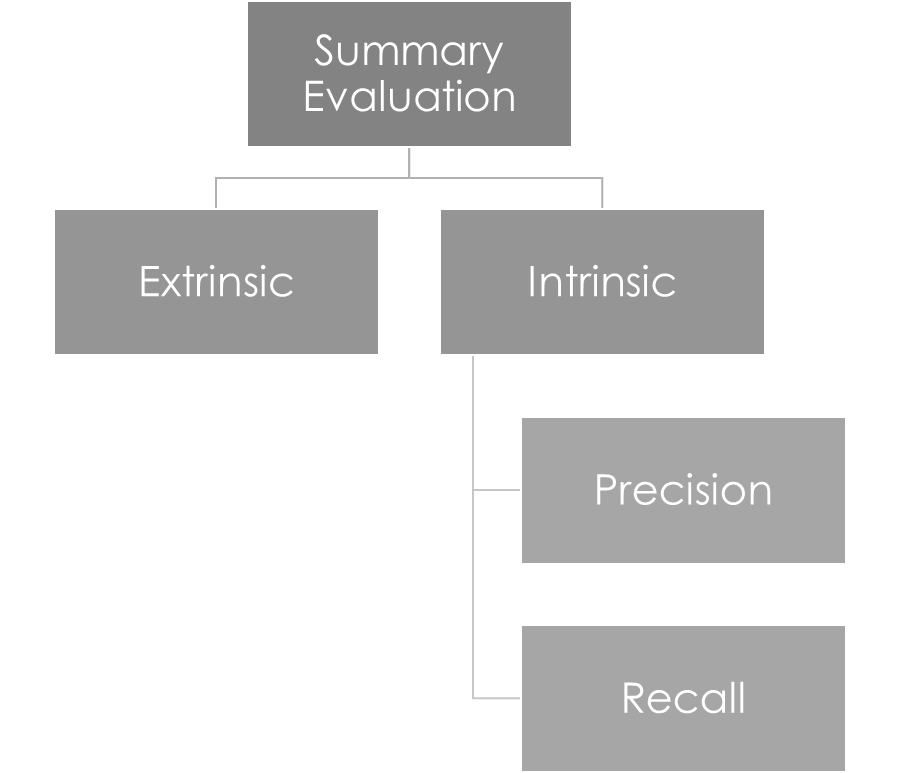 Summary
Evaluation
Extrinsic
Intrinsic
Precision
Recall